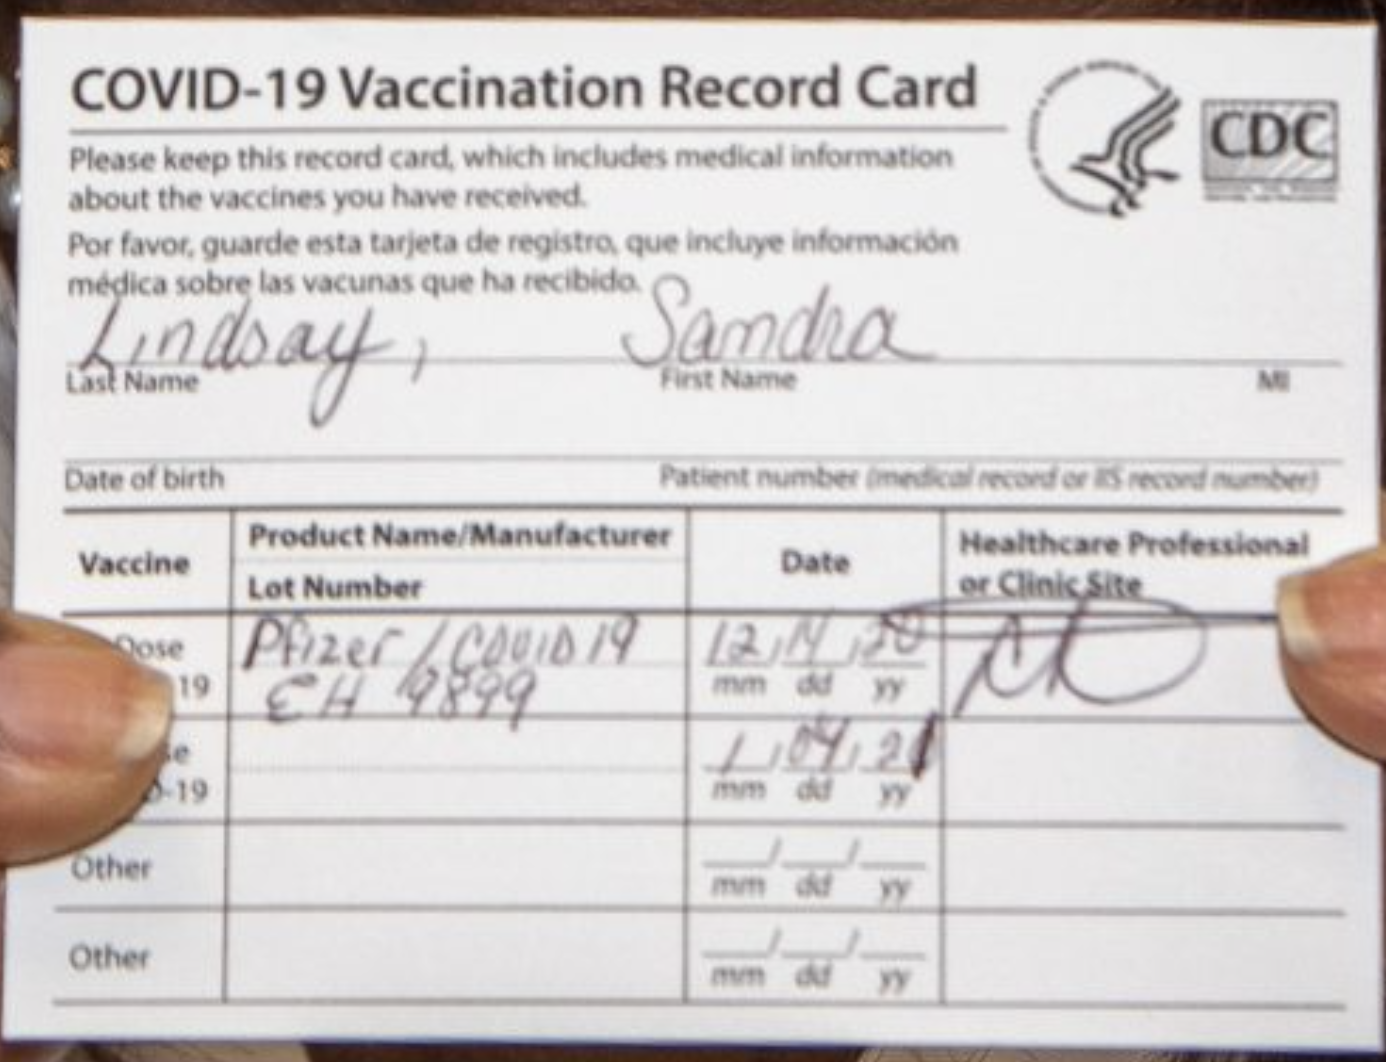 COVID-19 Vaccination Record Card
CDC
Please keep this record card, which includes medical information
about the vaccines you have received.
Por favor, guarde esta tarjeta de registro, que incluye información
médica sobre las vacunas que ha recibido.
Lindsay, Sandra
Last Name First Name MI
Date of birth Patient number (medical record or IIS record number)
Vaccine Product Name/Manufacturer Date Healthcare Professional
Lot Number or Clinic Site
Dose Pfizer/COVID 19 12/14/20
19 EH 9899 mm dd yy
1/04/21
-19 mm dd yy
Other / /
mm dd yy
Other / /
mm dd yy